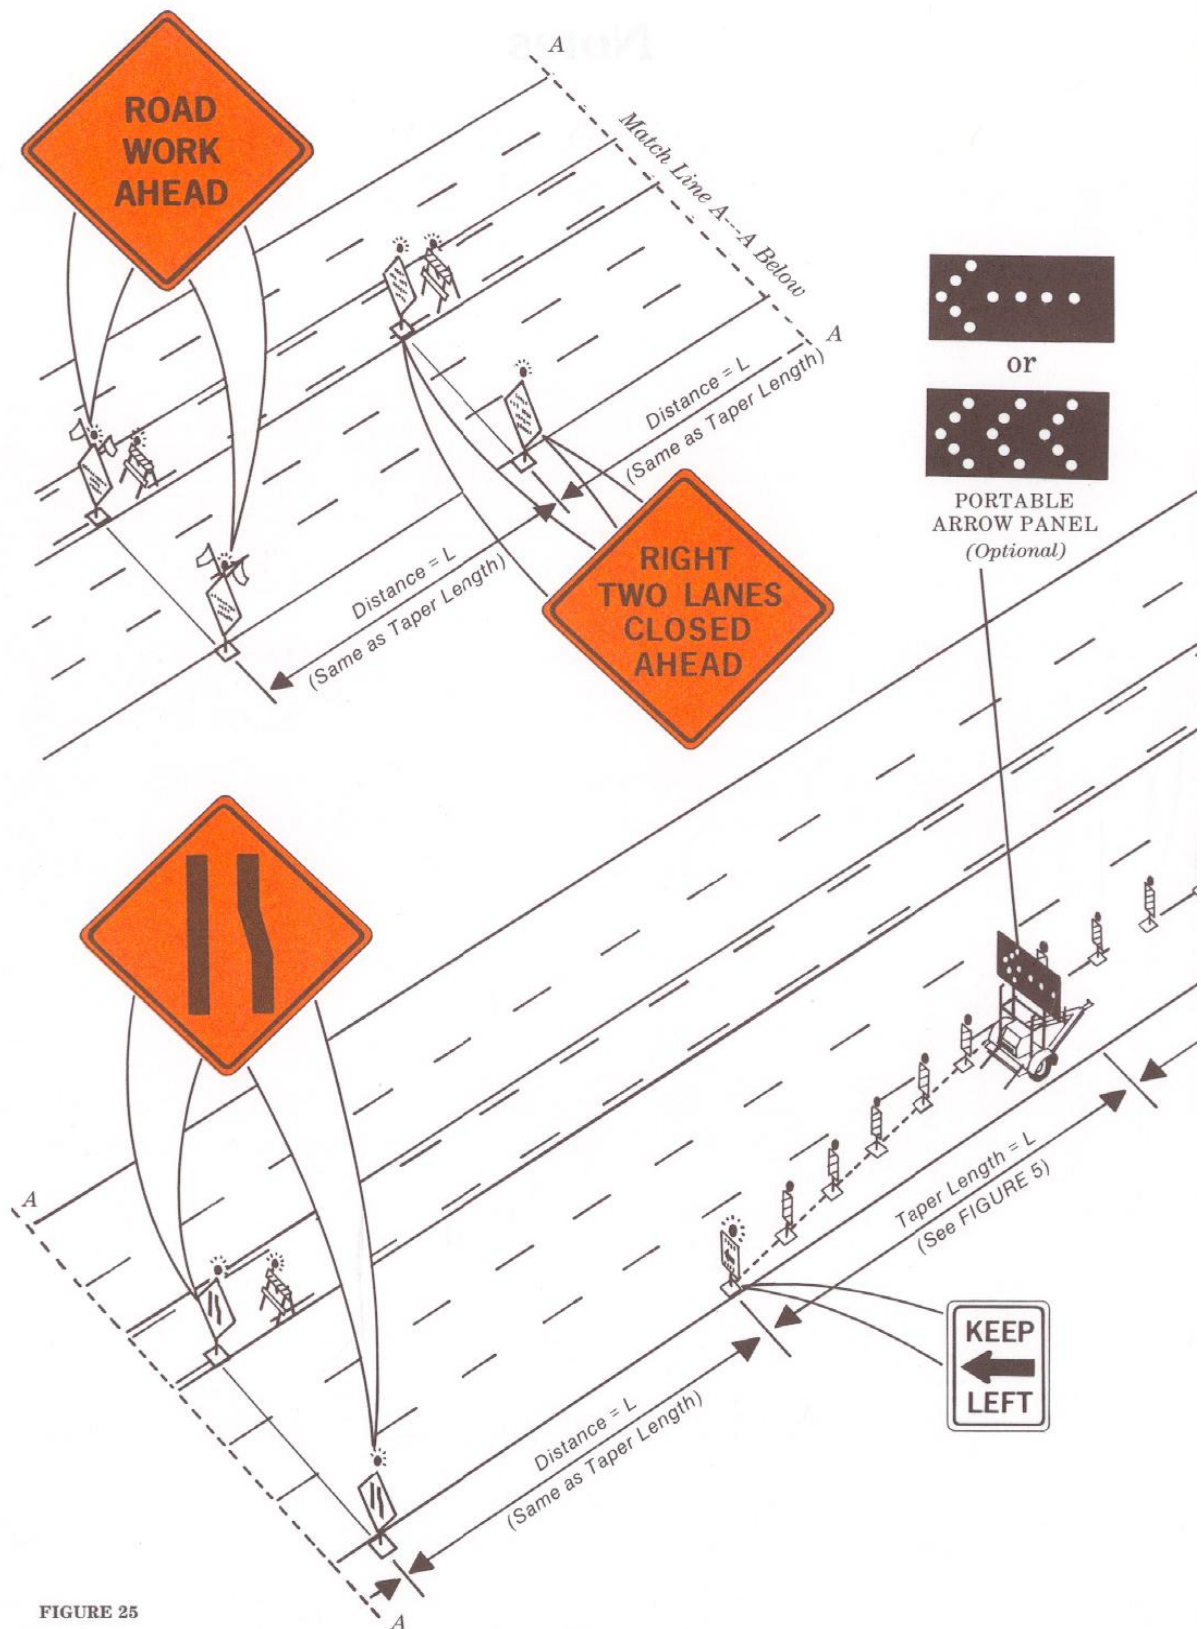 A
Match Line A---A Below
A
ROAD
WORK
AHEAD
Distance = L
(Same as Taper Length)
Distance = L
(Same as Taper Length)
RIGHT
TWO LANES
CLOSED
AHEAD
or
PORTABLE
ARROW PANEL
(Optional)
A
Taper Length = L
(See FIGURE 5)
KEEP
LEFT
Distance = L
(Same as Taper Length)
A
FIGURE 25